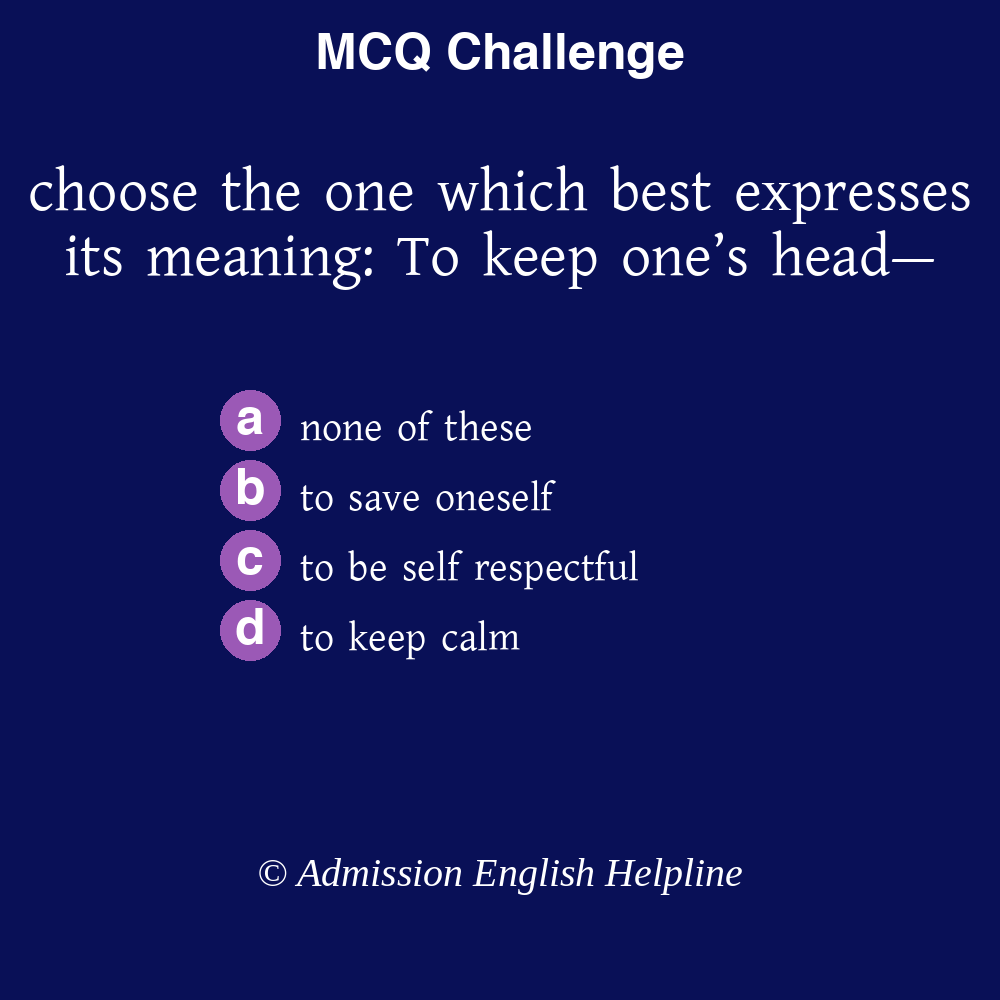 MCQ Challenge
choose the one which best expresses
its meaning: To keep one’s head—
a none of these
b to save oneself
c to be self respectful
d to keep calm
© Admission English Helpline